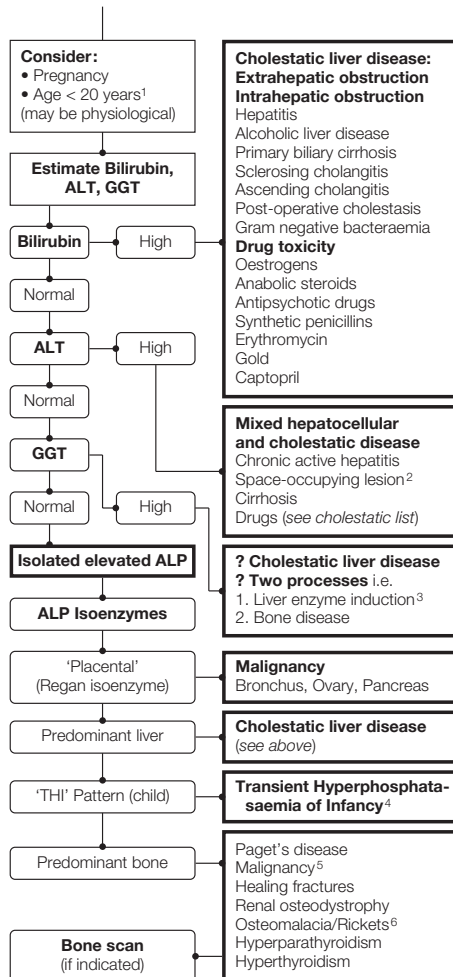 Consider:
• Pregnancy
• Age < 20 years1
(may be physiological)
Estimate Bilirubin,
ALT, GGT
Bilirubin
High
Cholestatic liver disease:
Extrahepatic obstruction
Intrahepatic obstruction
Hepatitis
Alcoholic liver disease
Primary biliary cirrhosis
Sclerosing cholangitis
Ascending cholangitis
Post-operative cholestasis
Gram negative bacteraemia
Drug toxicity
Oestrogens
Anabolic steroids
Antipsychotic drugs
Synthetic penicillins
Erythromycin
Gold
Captopril
Normal
ALT
High
Mixed hepatocellular
and cholestatic disease
Chronic active hepatitis
Space-occupying lesion2
Cirrhosis
Drugs (see cholestatic list)
Normal
GGT
High
? Cholestatic liver disease
? Two processes i.e.
1. Liver enzyme induction3
2. Bone disease
Normal
Isolated elevated ALP
ALP Isoenzymes
'Placental'
(Regan isoenzyme)
Malignancy
Bronchus, Ovary, Pancreas
Predominant liver
Cholestatic liver disease
(see above)
'THI' Pattern (child)
Transient Hyperphosphata-
saemia of Infancy4
Predominant bone
Paget's disease
Malignancy5
Healing fractures
Renal osteodystrophy
Osteomalacia/Rickets6
Hyperparathyroidism
Hyperthyroidism
Bone scan
(if indicated)